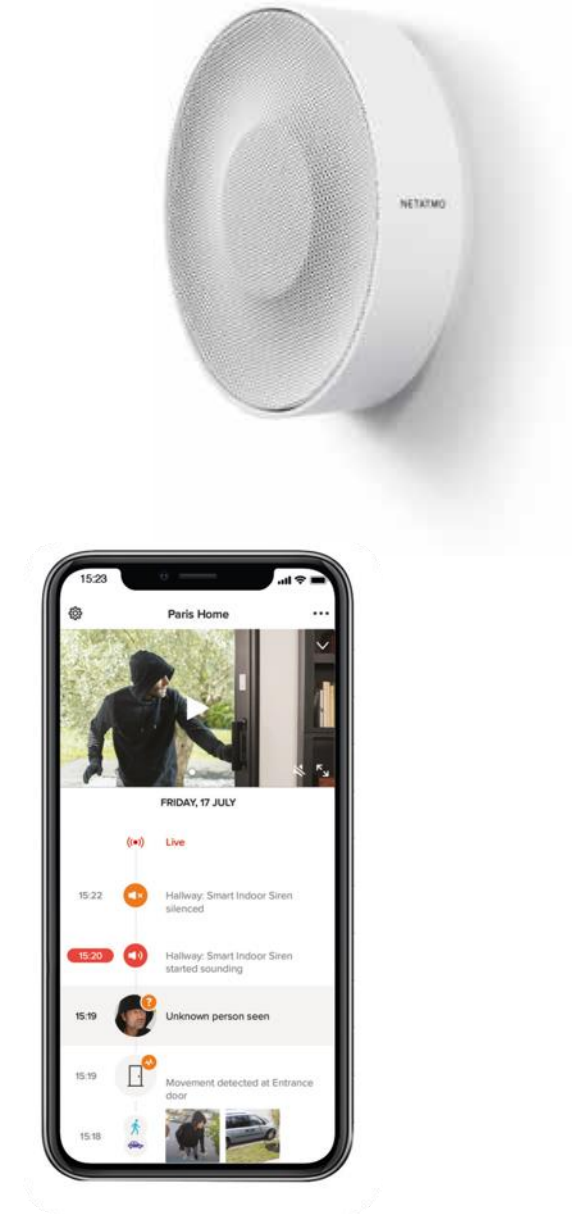 NETATMO
15:23
Paris Home
FRIDAY, 17 JULY
Live
15:22
Hallway: Smart Indoor Siren
silenced
15:20
Hallway: Smart Indoor Siren
started sounding
15:19
?
Unknown person seen
15:19
Movement detected at Entrance
door
15:18